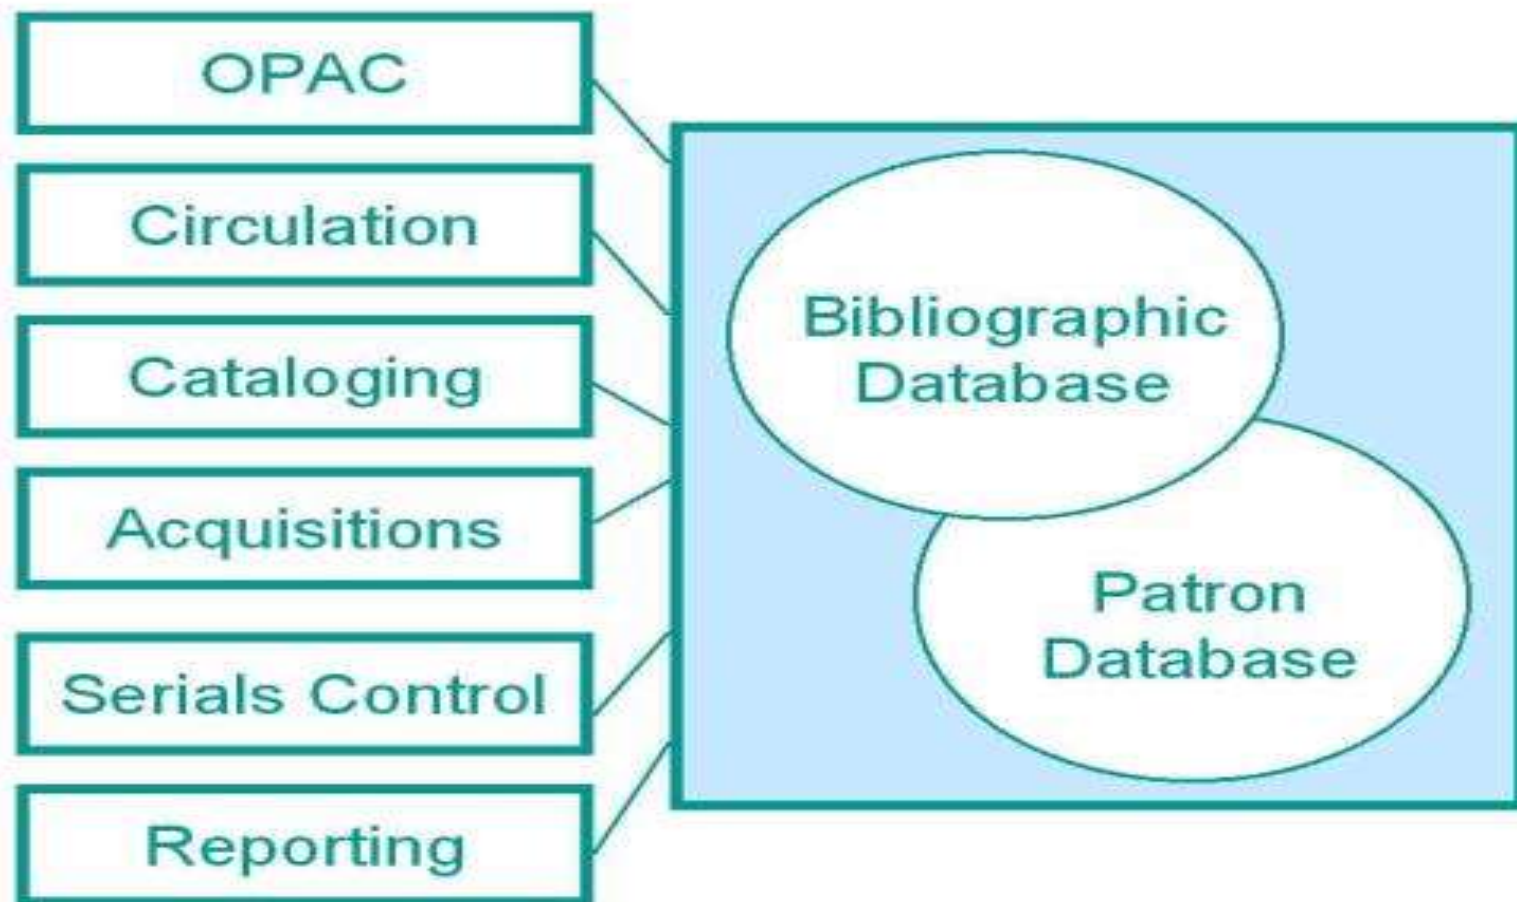 OPAC
Circulation
Cataloging
Acquisitions
Serials Control
Reporting
Bibliographic
Database
Patron
Database